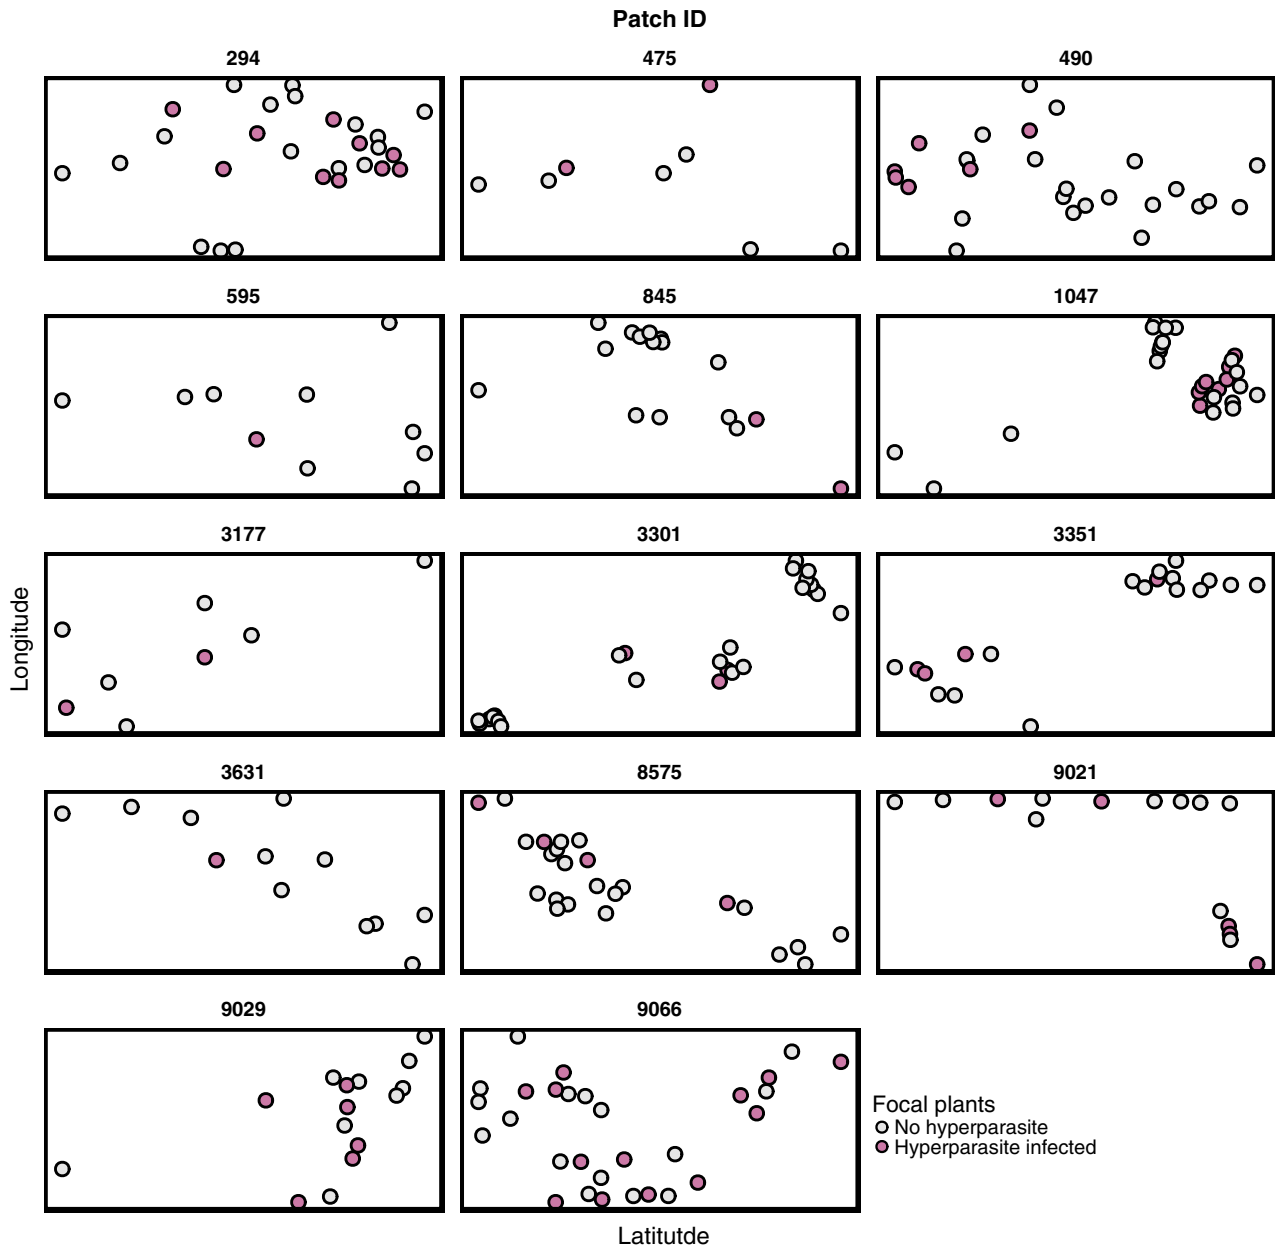 Patch ID
294
475
490
595
845
1047
3177
3301
3351
3631
8575
9021
9029
9066
Longitude
Latitutde
Focal plants
No hyperparasite
Hyperparasite infected